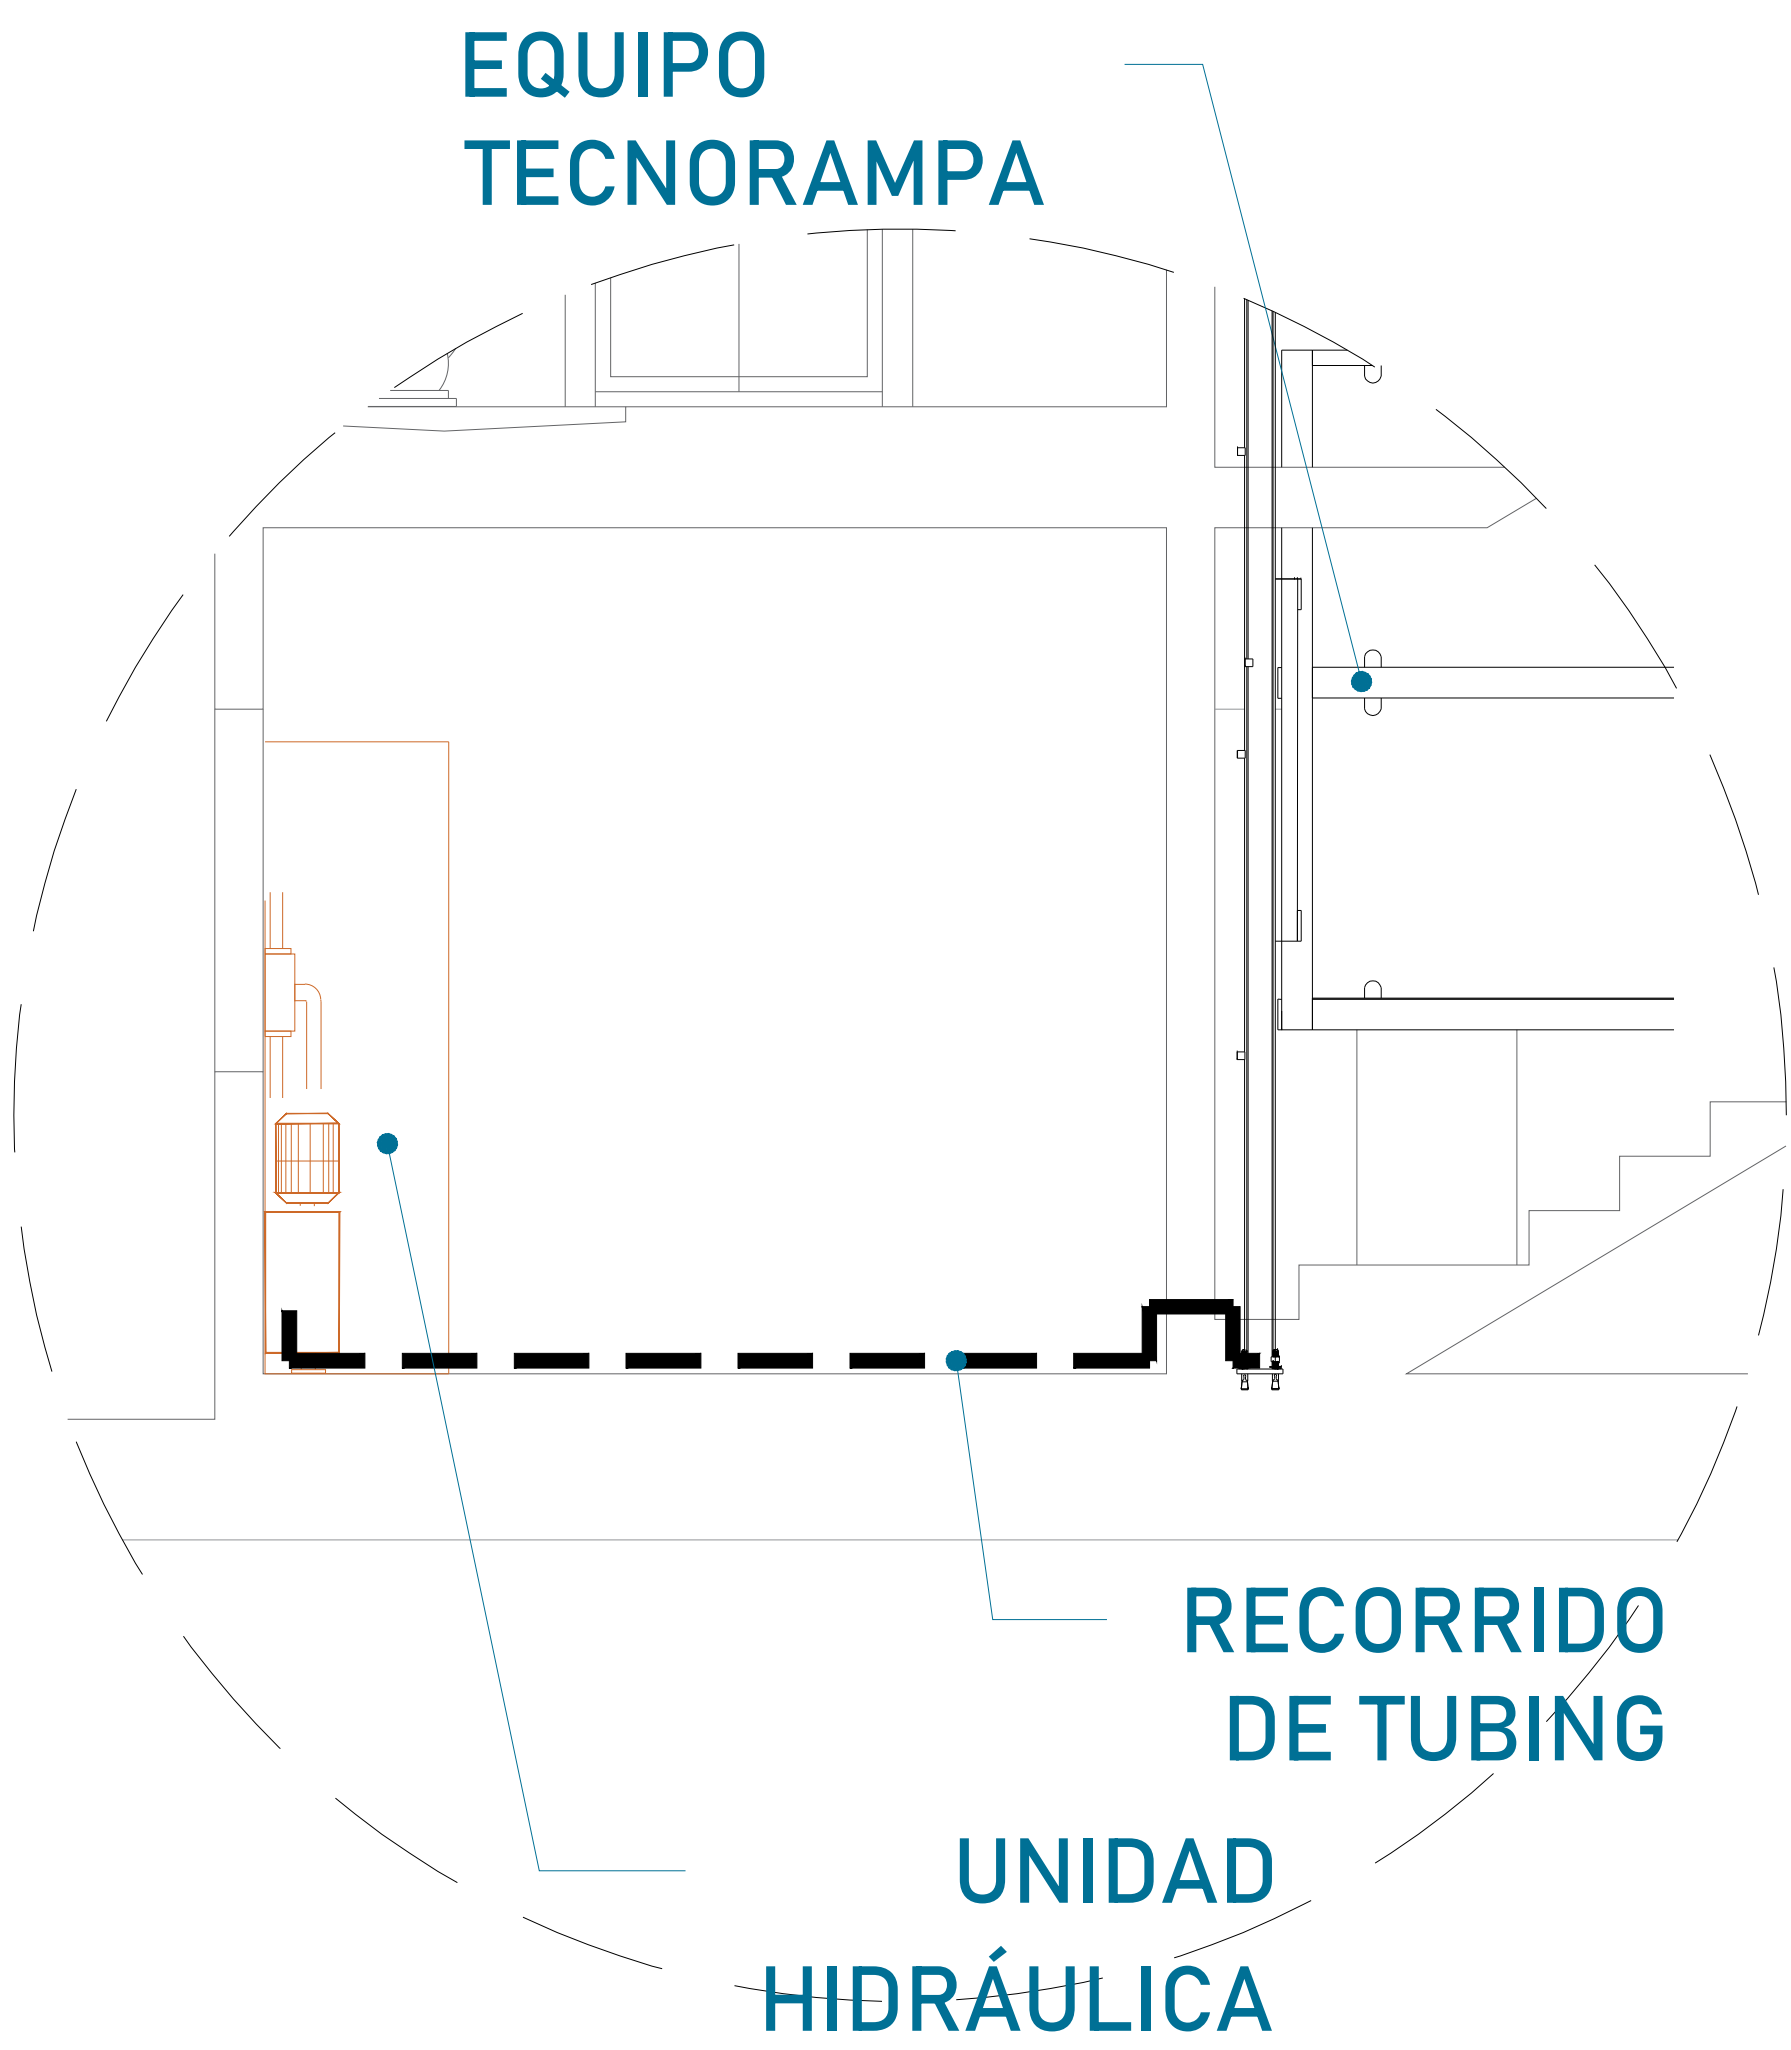 EQUIPO
TECNORAMPA
RECORRIDO
DE TUBING
UNIDAD
HIDRÁULICA